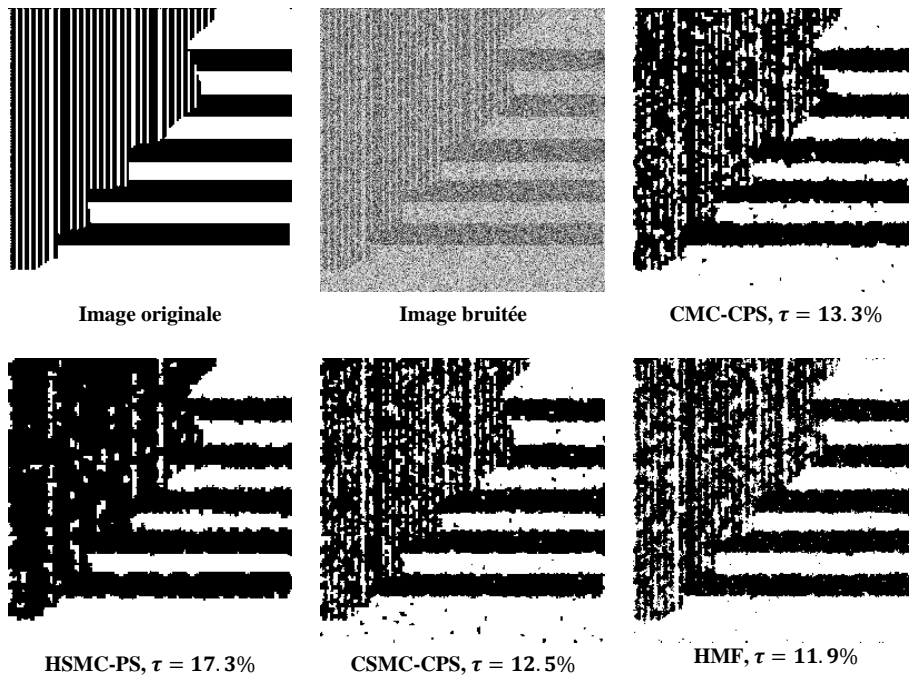 Image originale
Image bruitée
CMC-CPS, τ = 13.3%
HSMC-PS, τ = 17.3%
CSMC-CPS, τ = 12.5%
HMF, τ = 11.9%